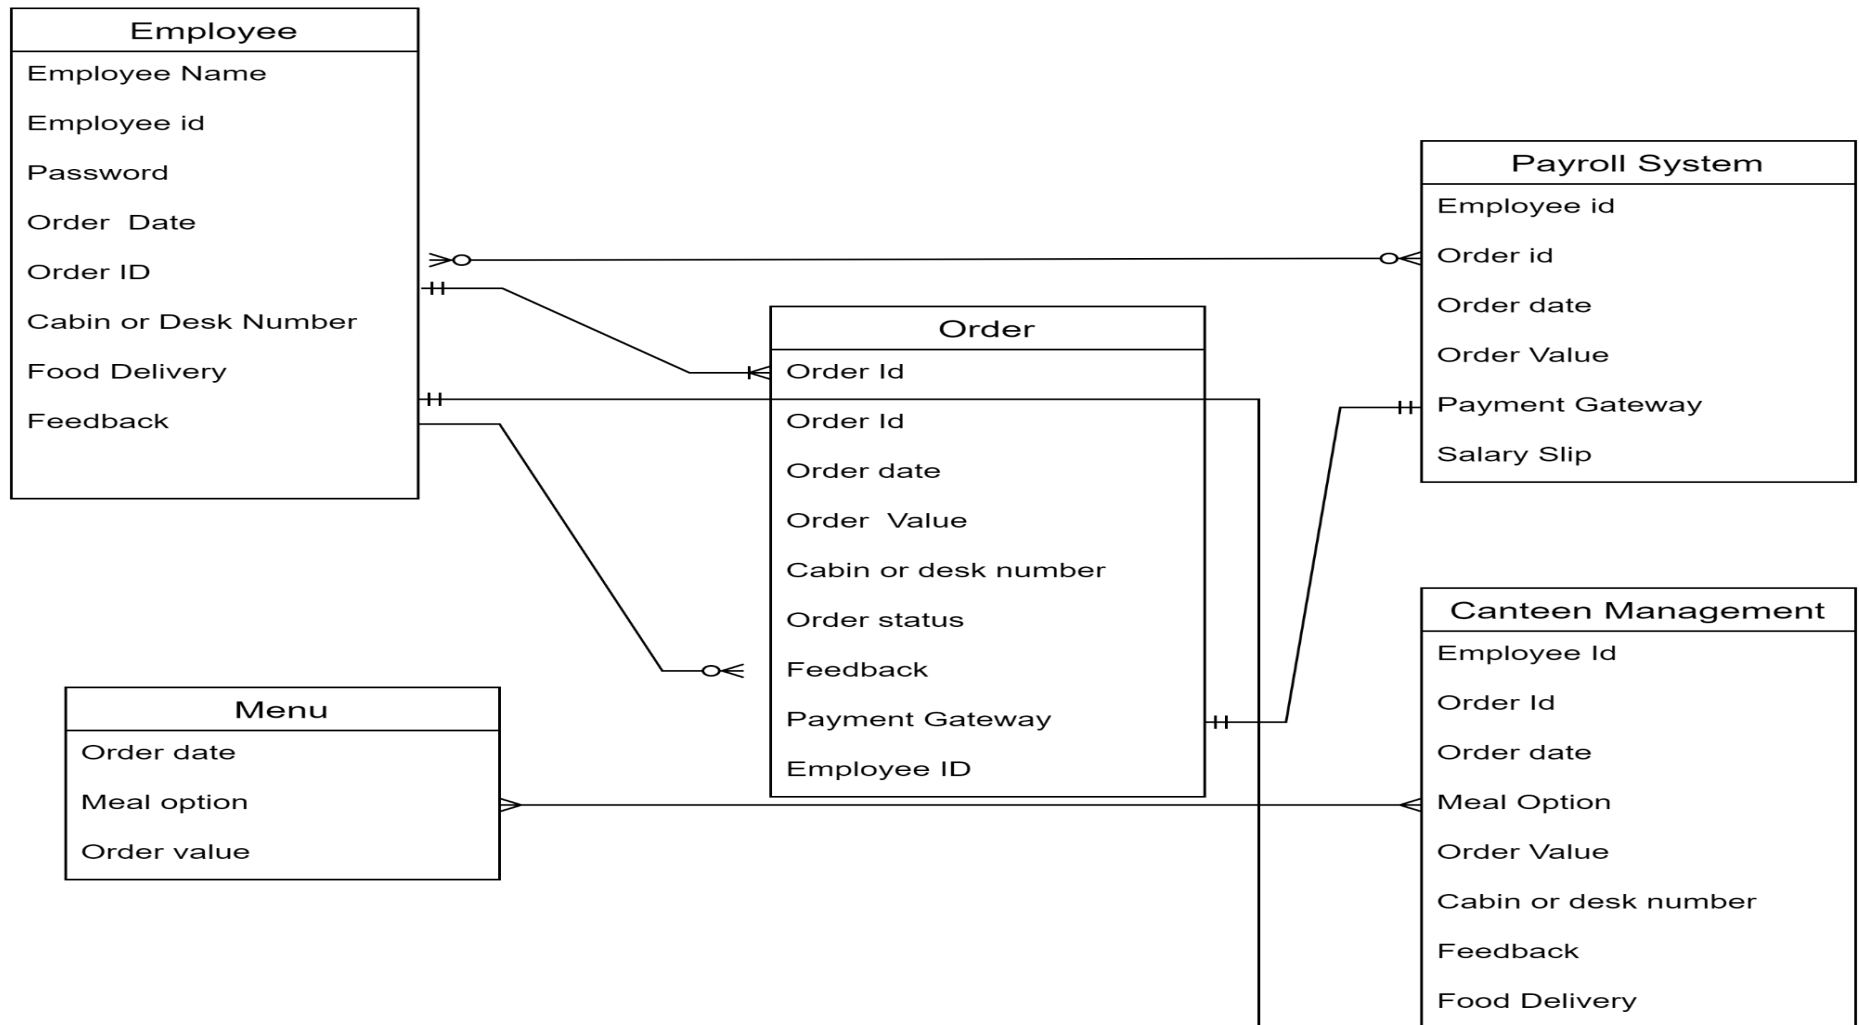 Employee
Employee Name
Employee id
Password
Order  Date
Order ID
Cabin or Desk Number
Food Delivery
Feedback
Payroll System
Employee id
Order id
Order date
Order Value
Payment Gateway
Salary Slip
Order
Order Id
Order Id
Order date
Order  Value
Cabin or desk number
Order status
Feedback
Payment Gateway
Employee ID
Menu
Order date
Meal option
Order value
Canteen Management
Employee Id
Order Id
Order date
Meal Option
Order Value
Cabin or desk number
Feedback
Food Delivery